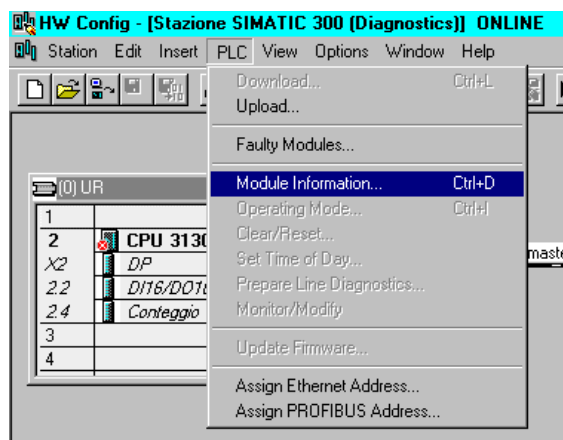 HW Config - [Stazione SIMATIC 300 (Diagnostics)] ONLINE
Station Edit Insert PLC View Options Window Help
Download... Ctrl+L
Upload...
Faulty Modules...
Module Information... Ctrl+D
Operating Mode... Ctrl+I
Clear/Reset...
Set Time of Day...
Prepare Line Diagnostics...
Monitor/Modify
Update Firmware...
Assign Ethernet Address...
Assign PROFIBUS Address...
(0) UR
1
2 CPU 313C
X2 DP
2.2 DI16/DO16
2.4 Conteggio
3
4
maste